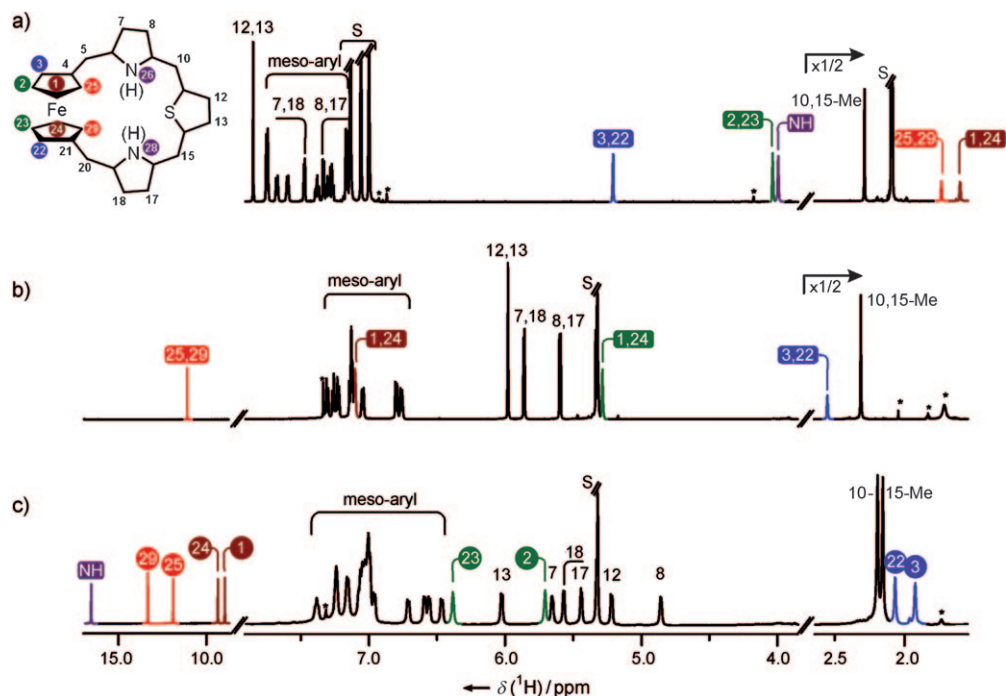 a)
7
8
5
3
4
10
26
2
1
25
N
(H)
12
Fe
S
13
23
24
29
(H)
N
28
22
21
20
15
18
17
12,13
S
meso-aryl
7,18
8,17
3,22
2,23
NH
x1/2
10,15-Me
S
25,29
1,24
*
*
*
b)
12,13
meso-aryl
7,18
8,17
S
25,29
1,24
1,24
x1/2
10,15-Me
3,22
*
*
*
*
c)
meso-aryl
S
10-
15-Me
NH
29
25
24
1
23
13
2
7
18
17
12
8
22
3
*
*
15.0
10.0
7.0
6.0
5.0
4.0
2.5
2.0
δ (¹H) / ppm